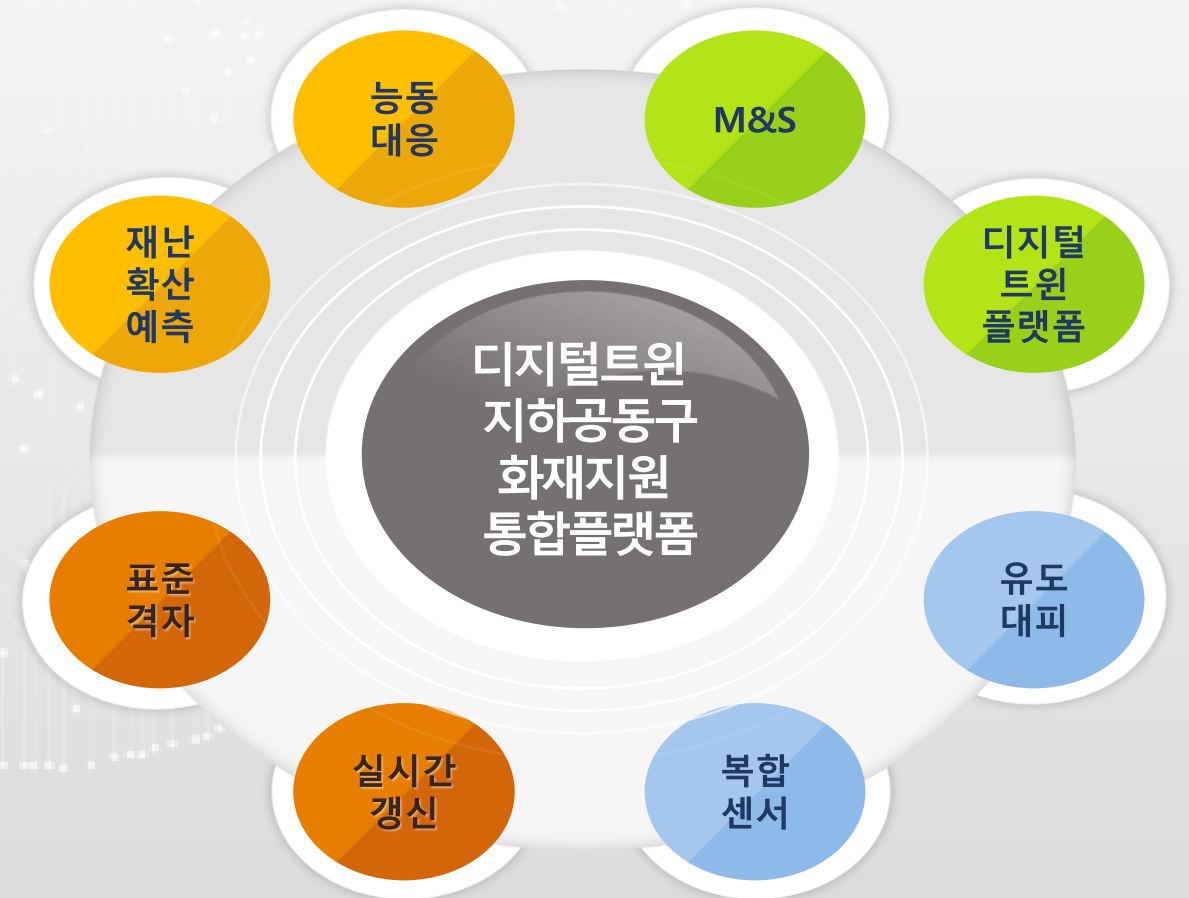 능동
대응
M&S
재난
확산
예측
디지털
트윈
플랫폼
디지털트윈
지하공동구
화재지원
통합플랫폼
표준
격자
유도
대피
실시간
갱신
복합
센서